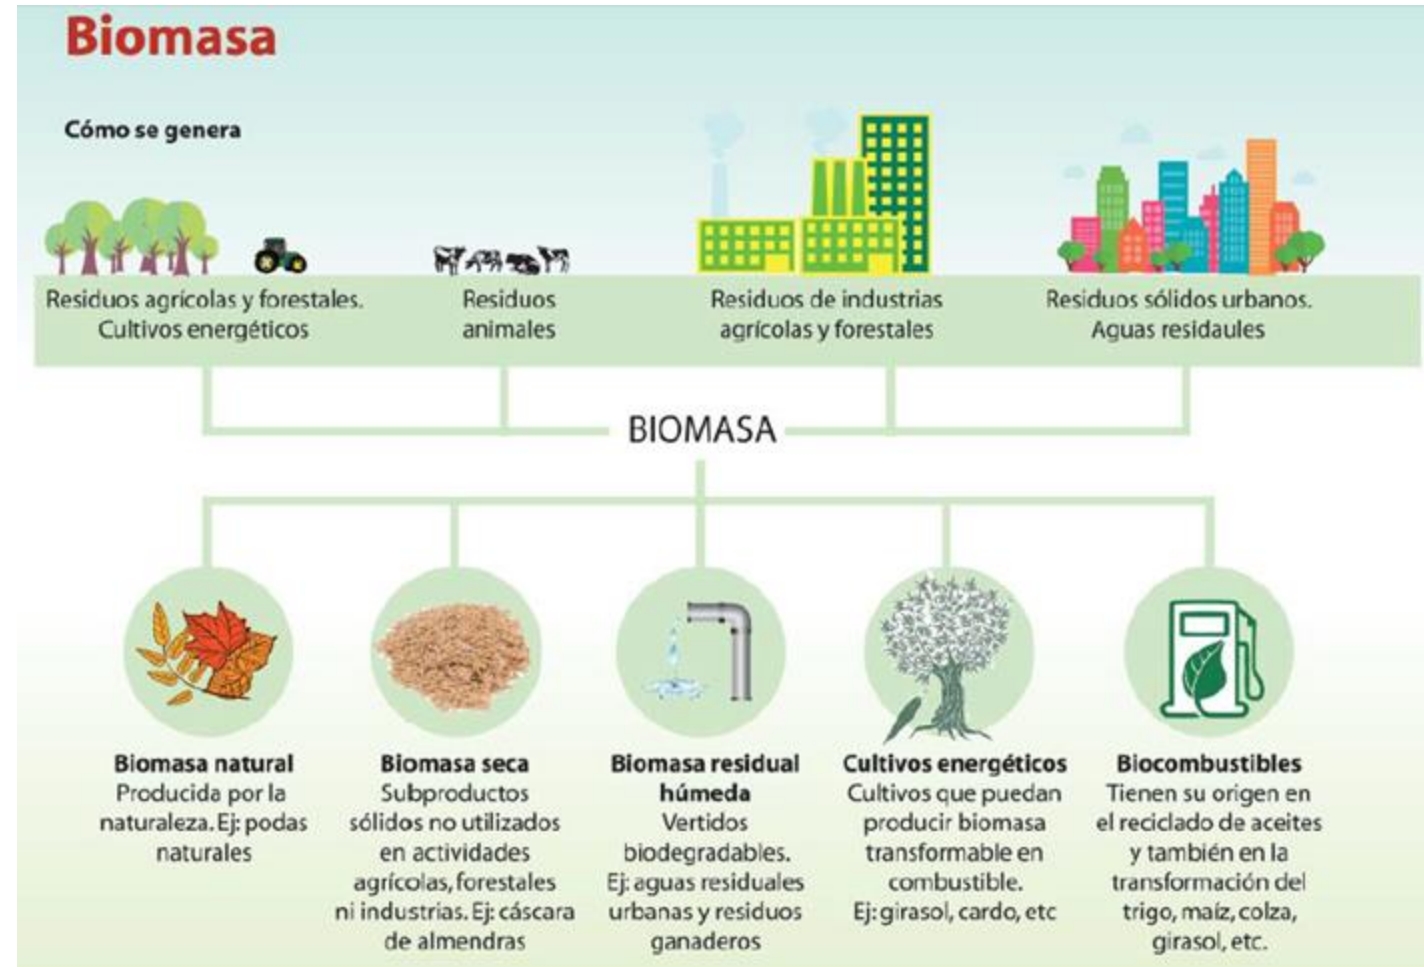 Biomasa
Cómo se genera
Residuos agrícolas y forestales.
Cultivos energéticos
Residuos
animales
Residuos de industrias
agrícolas y forestales
Residuos sólidos urbanos.
Aguas residaules
BIOMASA
Biomasa natural
Producida por la
naturaleza. Ej: podas
naturales
Biomasa seca
Subproductos
sólidos no utilizados
en actividades
agrícolas, forestales
ni industrias. Ej: cáscara
de almendras
Biomasa residual
húmeda
Vertidos
biodegradables.
Ej: aguas residuales
urbanas y residuos
ganaderos
Cultivos energéticos
Cultivos que puedan
producir biomasa
transformable en
combustible.
Ej: girasol, cardo, etc
Biocombustibles
Tienen su origen en
el reciclado de aceites
y también en la
transformación del
trigo, maíz, colza,
girasol, etc.